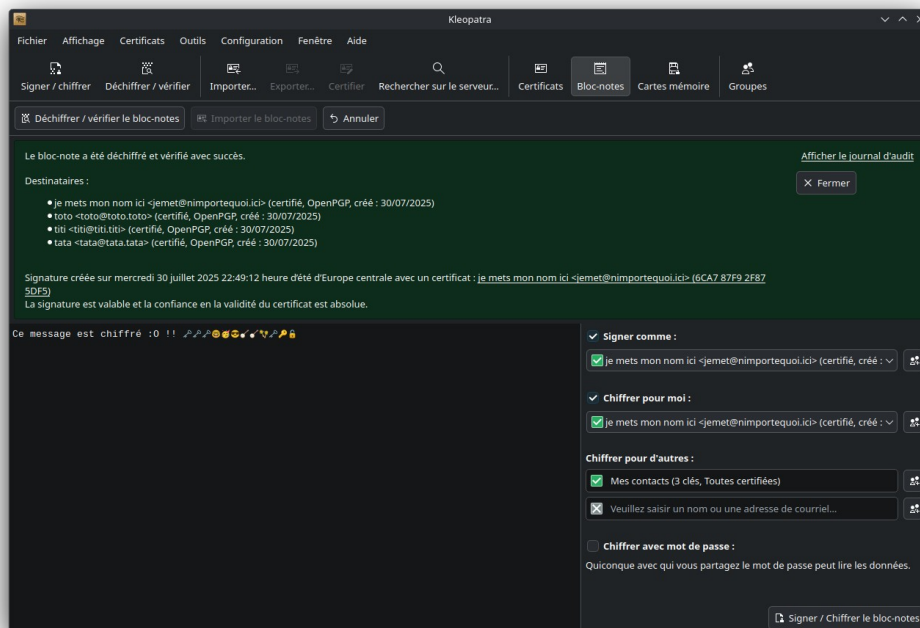 Kleopatra
Fichier Affichage Certificats Outils Configuration Fenêtre Aide
Signer / chiffrer Déchiffrer / vérifier Importer... Exporter... Certifier Rechercher sur le serveur... Certificats Bloc-notes Cartes mémoire Groupes
Déchiffrer / vérifier le bloc-notes Importer le bloc-notes Annuler
Le bloc-note a été déchiffré et vérifié avec succès. Afficher le journal d'audit
Destinataires : Fermer
je mets mon nom ici <jemet@nimportequoi.ici> (certifié, OpenPGP, créé : 30/07/2025)
toto <toto@toto.toto> (certifié, OpenPGP, créé : 30/07/2025)
titi <titi@titi.titi> (certifié, OpenPGP, créé : 30/07/2025)
tata <tata@tata.tata> (certifié, OpenPGP, créé : 30/07/2025)
Signature créée sur mercredi 30 juillet 2025 22:49:12 heure d'été d'Europe centrale avec un certificat : je mets mon nom ici <jemet@nimportequoi.ici> (6CA7 87F9 2F87
5DF5)
La signature est valable et la confiance en la validité du certificat est absolue.
Ce message est chiffré :O !!
Signer comme :
je mets mon nom ici <jemet@nimportequoi.ici> (certifié, créé :
Chiffrer pour moi :
je mets mon nom ici <jemet@nimportequoi.ici> (certifié, créé :
Chiffrer pour d'autres :
Mes contacts (3 clés, Toutes certifiées)
Veuillez saisir un nom ou une adresse de courriel...
Chiffrer avec mot de passe :
Quiconque avec qui vous partagez le mot de passe peut lire les données.
Signer / Chiffrer le bloc-notes